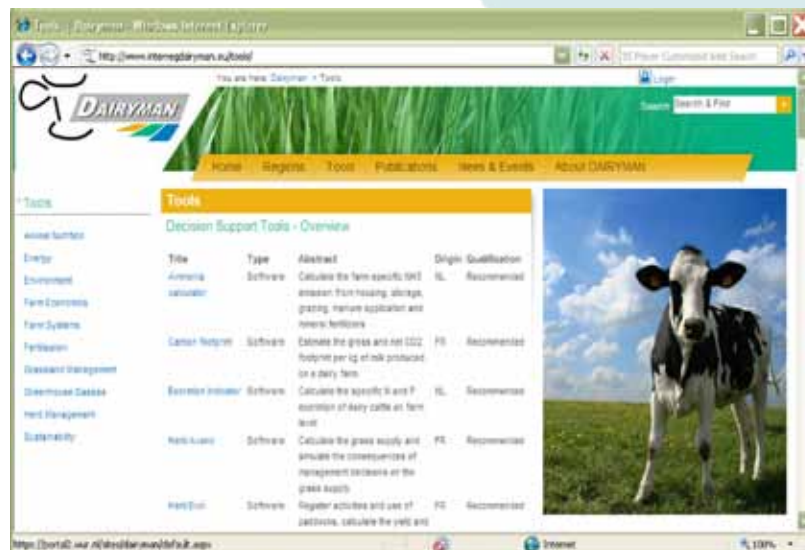 Tools - Dairyman - Windows Internet Explorer
http://www.interregdairyman.eu/tools/
You are here: Dairyman > Tools
Login
DAIRYMAN
Search Search & Find
Home Regions Tools Publications News & Events About DAIRYMAN
Tools
Animal Nutrition
Energy
Environment
Farm Economics
Farm Systems
Fertilisation
Grassland Management
Greenhouse Gasses
Herd Management
Sustainability
Tools
Decision Support Tools - Overview
Title Type Abstract Origin Qualification
Ammonia Software Calculate the farm specific NH3 NL Recommended
calculator emission from housing, storage,
grazing, manure application and
mineral fertilizers
Carbon footprint Software Estimate the gross and net CO2 FR Recommended
footprint per kg of milk produced
on a dairy farm
Excretion indicator Software Calculate the specific N and P NL Recommended
excretion of dairy cattle on farm
level
Software Calculate the grass supply and FR Recommended
simulate the consequences of
management decisions on the
grass supply
Software Register activities and use of FR Recommended
paddocks, calculate the yield and
Internet
100%